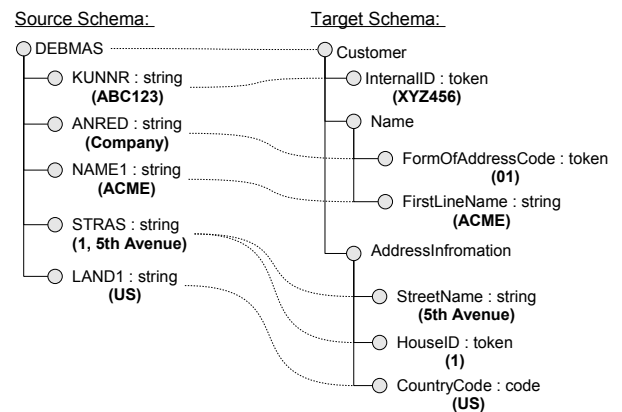 Source Schema:
DEBMAS
KUNNR : string
(ABC123)
ANRED : string
(Company)
NAME1 : string
(ACME)
STRAS : string
(1, 5th Avenue)
LAND1 : string
(US)
Target Schema:
Customer
InternalID : token
(XYZ456)
Name
FormOfAddressCode : token
(01)
FirstLineName : string
(ACME)
AddressInfromation
StreetName : string
(5th Avenue)
HouseID : token
(1)
CountryCode : code
(US)